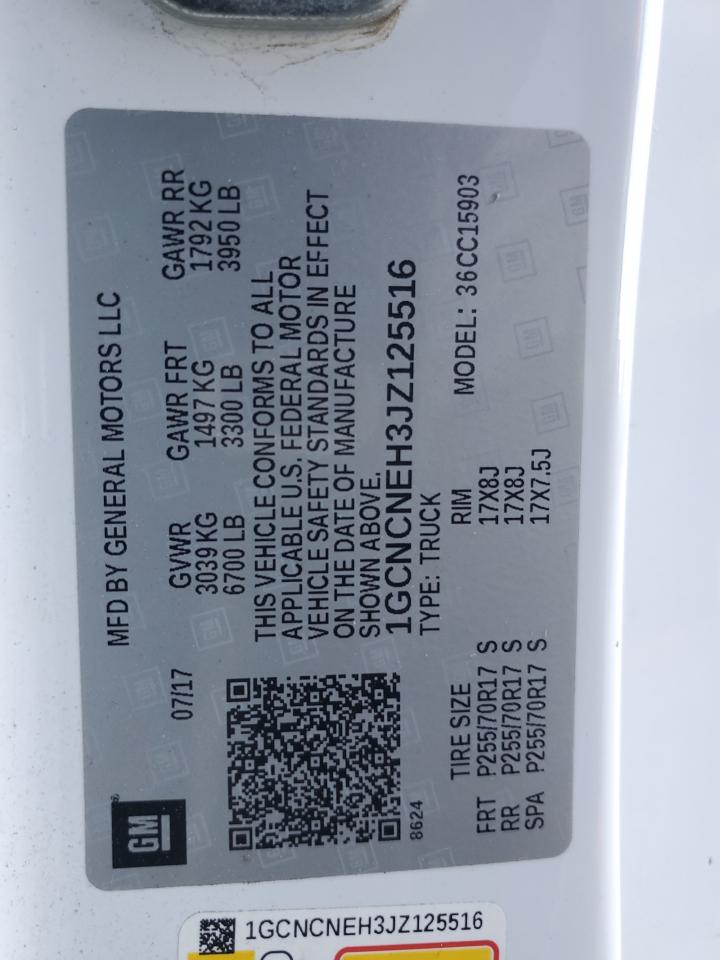 GM
MFD BY GENERAL MOTORS LLC
07/17
GVWR GAWR FRT GAWR RR
3039 KG 1497 KG 1792 KG
6700 LB 3300 LB 3950 LB
THIS VEHICLE CONFORMS TO ALL
APPLICABLE U.S. FEDERAL MOTOR
VEHICLE SAFETY STANDARDS IN EFFECT
ON THE DATE OF MANUFACTURE
SHOWN ABOVE.
1GCNCNEH3JZ125516
8624
TYPE: TRUCK
MODEL: 36CC15903
TIRE SIZE RIM
FRT P255/70R17 S 17X8J
RR P255/70R17 S 17X8J
SPA P255/70R17 S 17X7.5J
1GCNCNEH3JZ125516